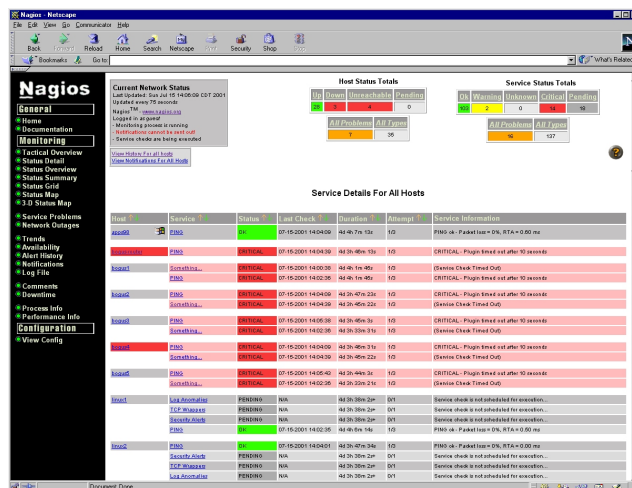 Nagios - Netscape
File Edit View Go Communicator Help
Back Forward Reload Home Search Netscape Print Security Shop Stop
Bookmarks Go to: What's Related
Nagios
General
Home
Documentation
Monitoring
Tactical Overview
Status Detail
Status Overview
Status Summary
Status Grid
Status Map
3-D Status Map
Service Problems
Network Outages
Trends
Availability
Alert History
Notifications
Log File
Comments
Downtime
Process Info
Performance Info
Configuration
View Config
Current Network Status
Last Updated: Sun Jul 15 14:06:09 CDT 2001
Updated every 75 seconds
Nagios™ - www.nagios.org
Logged in as guest
- Monitoring process is running
- Notifications cannot be sent out!
- Service checks are being executed
View History For all hosts
View Notifications For All Hosts
Host Status Totals
Up Down Unreachable Pending
28 3 4 0
All Problems All Types
7 35
Service Status Totals
Ok Warning Unknown Critical Pending
103 2 0 14 18
All Problems All Types
16 137
Service Details For All Hosts
Host Service Status Last Check Duration Attempt Service Information
PING OK 07-15-2001 14:04:09 4d 4h 7m 13s 1/3 PING ok - Packet loss = 0%, RTA = 0.60 ms
PING CRITICAL 07-15-2001 14:04:39 4d 3h 46m 13s 1/3 CRITICAL - Plugin timed out after 10 seconds
bogus1 Something... CRITICAL 07-15-2001 14:00:38 4d 4h 1m 46s 1/3 (Service Check Timed Out)
PING CRITICAL 07-15-2001 14:02:36 4d 4h 1m 46s 1/3 CRITICAL - Plugin timed out after 10 seconds
bogus2 PING CRITICAL 07-15-2001 14:04:09 4d 3h 47m 23s 1/3 CRITICAL - Plugin timed out after 10 seconds
Something... CRITICAL 07-15-2001 14:04:39 4d 3h 45m 22s 1/3 (Service Check Timed Out)
bogus3 PING CRITICAL 07-15-2001 14:05:38 4d 3h 45m 3s 1/3 CRITICAL - Plugin timed out after 10 seconds
Something... CRITICAL 07-15-2001 14:02:36 4d 3h 33m 31s 1/3 (Service Check Timed Out)
bogus4 PING CRITICAL 07-15-2001 14:04:09 4d 3h 46m 31s 1/3 CRITICAL - Plugin timed out after 10 seconds
Something... CRITICAL 07-15-2001 14:04:39 4d 3h 46m 22s 1/3 (Service Check Timed Out)
bogus5 PING CRITICAL 07-15-2001 14:05:43 4d 3h 44m 3s 1/3 CRITICAL - Plugin timed out after 10 seconds
Something... CRITICAL 07-15-2001 14:02:36 4d 3h 33m 21s 1/3 (Service Check Timed Out)
linux1 Log Anomalies PENDING N/A 4d 3h 38m 2s+ 0/1 Service check is not scheduled for execution...
TCP Wrappers PENDING N/A 4d 3h 38m 2s+ 0/1 Service check is not scheduled for execution...
Security Alerts PENDING N/A 4d 3h 38m 2s+ 0/1 Service check is not scheduled for execution...
PING OK 07-15-2001 14:02:35 4d 4h 5m 14s 1/3 PING ok - Packet loss = 0%, RTA = 0.50 ms
linux2 PING OK 07-15-2001 14:04:01 4d 3h 47m 34s 1/3 PING ok - Packet loss = 0%, RTA = 0.00 ms
Security Alerts PENDING N/A 4d 3h 38m 2s+ 0/1 Service check is not scheduled for execution...
TCP Wrappers PENDING N/A 4d 3h 38m 2s+ 0/1 Service check is not scheduled for execution...
Log Anomalies PENDING N/A 4d 3h 38m 2s+ 0/1 Service check is not scheduled for execution...
Document: Done